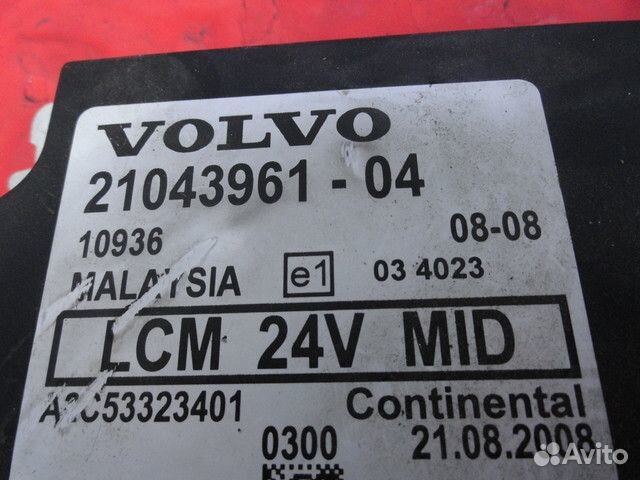 VOLVO
21043961 - 04
10936 08-08
MALAYSIA e1 03 4023
LCM 24V MID
A2C53323401 Continental
0300 21.08.2008
Avito